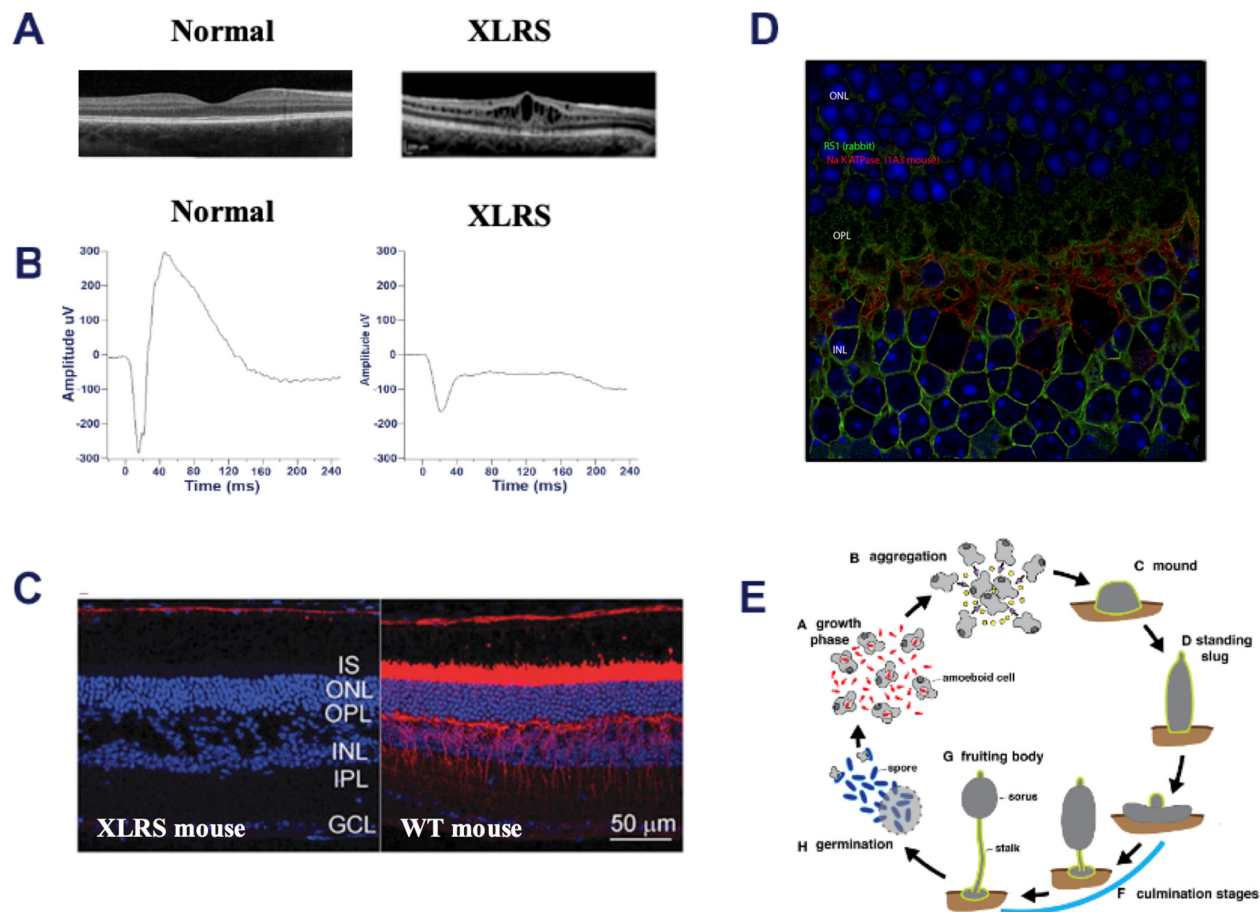 A
Normal
XLRS
B
Normal
XLRS
300
200
100
0
-100
-200
-300
Amplitude uV
0
40
80
120
160
200
240
Time (ms)
300
200
100
0
-100
-200
-300
Amplitude uV
0
40
80
120
160
200
240
Time (ms)
C
IS
ONL
OPL
INL
IPL
GCL
XLRS mouse
WT mouse
50 μm
D
ONL
RS1 (rabbit)
Na K ATPase (1A3 mouse)
OPL
INL
E
B aggregation
C mound
A growth
phase
amoeboid cell
D standing
slug
spore
G fruiting body
sorus
stalk
H germination
F culmination stages